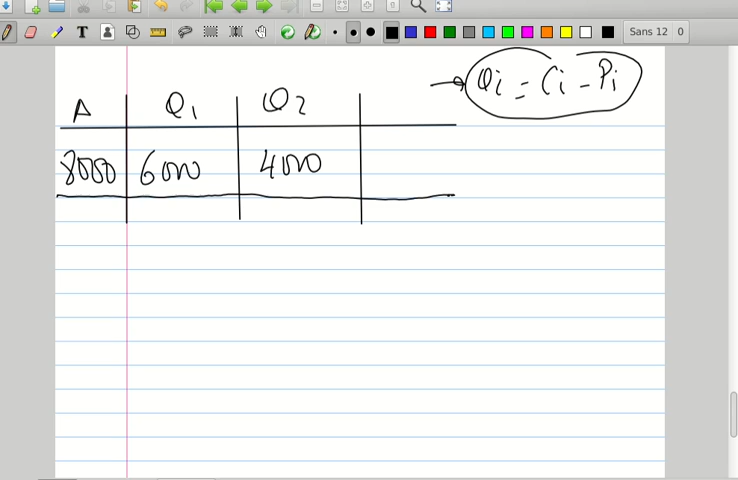 Sans 12 0
→ Qi = Ci - Pi
A Q1 Q2
8000 6000 4000